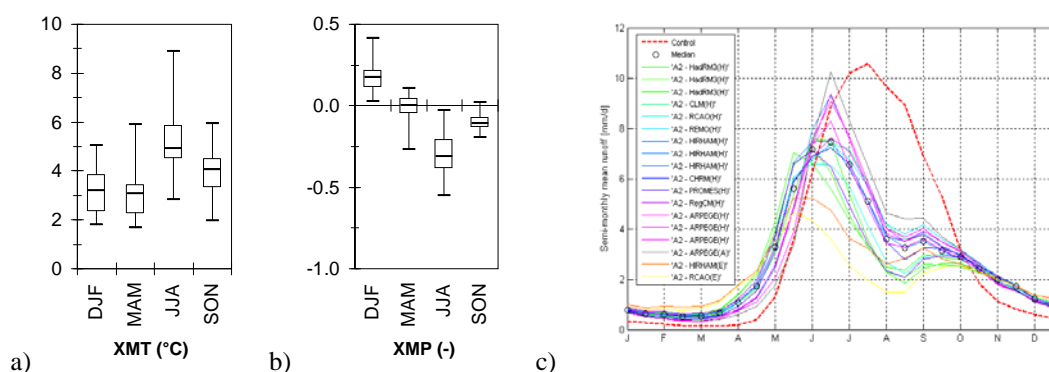 10
8
6
4
2
0
DJF
MAM
JJA
SON
XMT (°C)
a)
0.5
0.0
-0.5
-1.0
DJF
MAM
JJA
SON
XMP (-)
b)
Semi-monthly mean runoff [mm/d]
12
10
8
6
4
2
0
J F M A M J J A S O N D
Control
Median
'A2 - HadRM3(H)'
'A2 - HadRM3(H)'
'A2 - HadRM3(H)'
'A2 - CLM(H)'
'A2 - RCAO(H)'
'A2 - REMO(H)'
'A2 - HIRHAM(H)'
'A2 - HIRHAM(H)'
'A2 - HIRHAM(H)'
'A2 - CHRM(H)'
'A2 - PROMES(H)'
'A2 - RegCM(H)'
'A2 - ARPEGE(H)'
'A2 - ARPEGE(H)'
'A2 - ARPEGE(H)'
'A2 - ARPEGE(A)'
'A2 - HIRHAM(E)'
'A2 - RCAO(E)'
c)